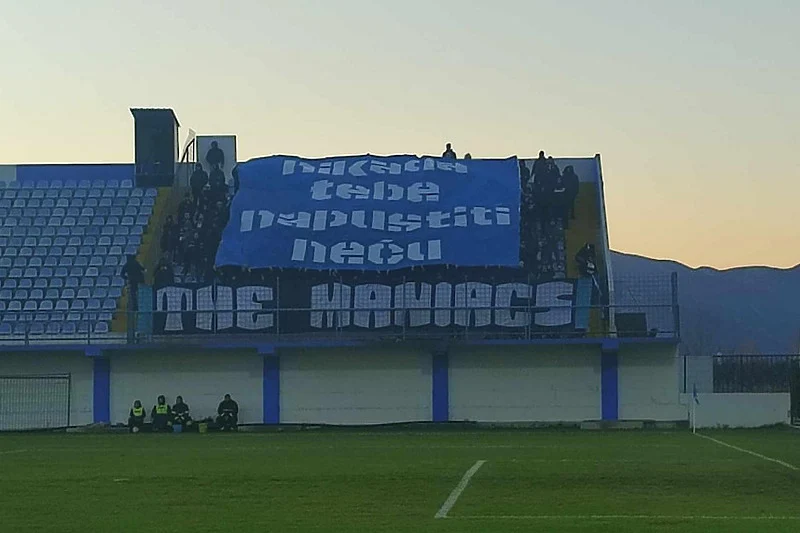 nikada
tebe
napustiti
neću
THE MANIACS